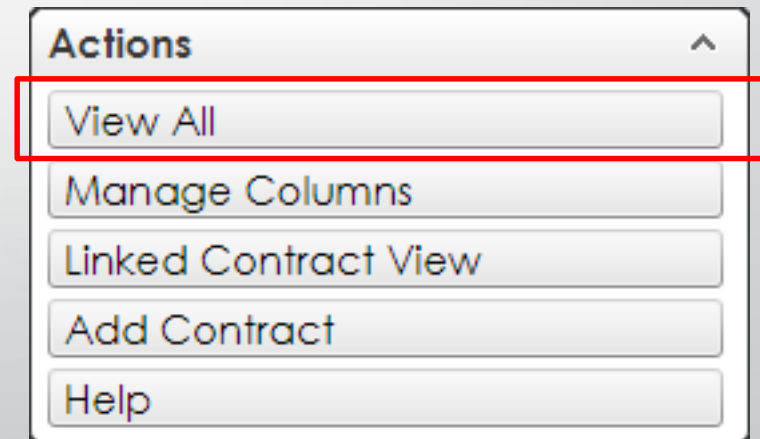 Actions
View All
Manage Columns
Linked Contract View
Add Contract
Help